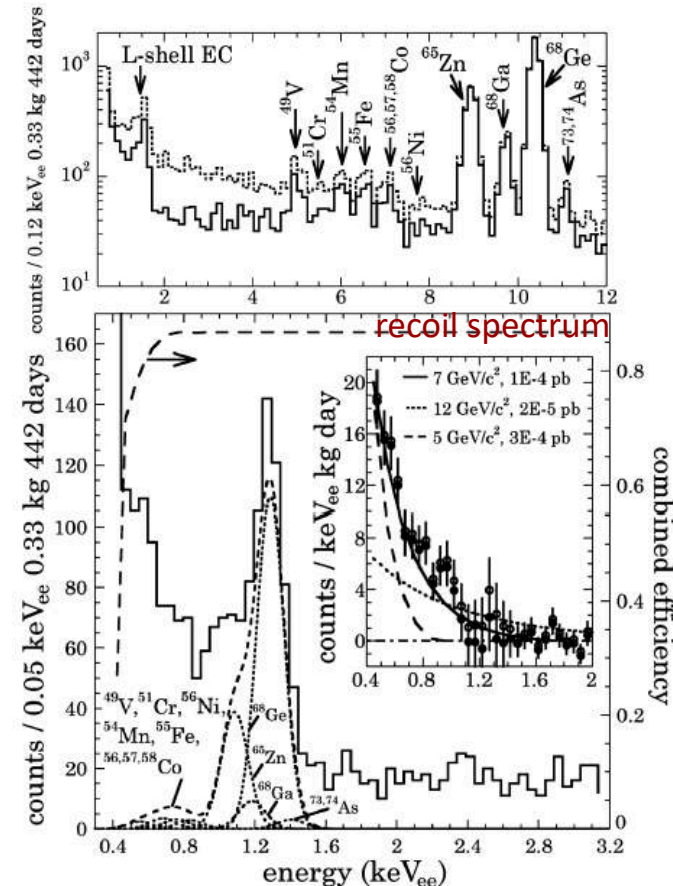 counts / 0.12 keVee 0.33 kg 442 days
10³
10²
10¹
L-shell EC
49V
51Cr
54Mn
55Fe
56,57,58Co
56Ni
65Zn
68Ga
68Ge
73,74As
2 4 6 8 10 12
recoil spectrum
counts / 0.05 keVee 0.33 kg 442 days
160
140
120
100
80
60
40
20
0
counts / keVee kg day
20
16
12
8
4
0
7 GeV/c², 1E-4 pb
12 GeV/c², 2E-5 pb
5 GeV/c², 3E-4 pb
0.4 0.8 1.2 1.6 2
0.8
0.6
0.4
0.2
0
combined efficiency
49V, 51Cr, 56Ni,
54Mn, 55Fe,
56,57,58Co
68Ge
65Zn
68Ga
73,74As
0.4 0.8 1.2 1.6 2 2.4 2.8 3.2
energy (keVee)